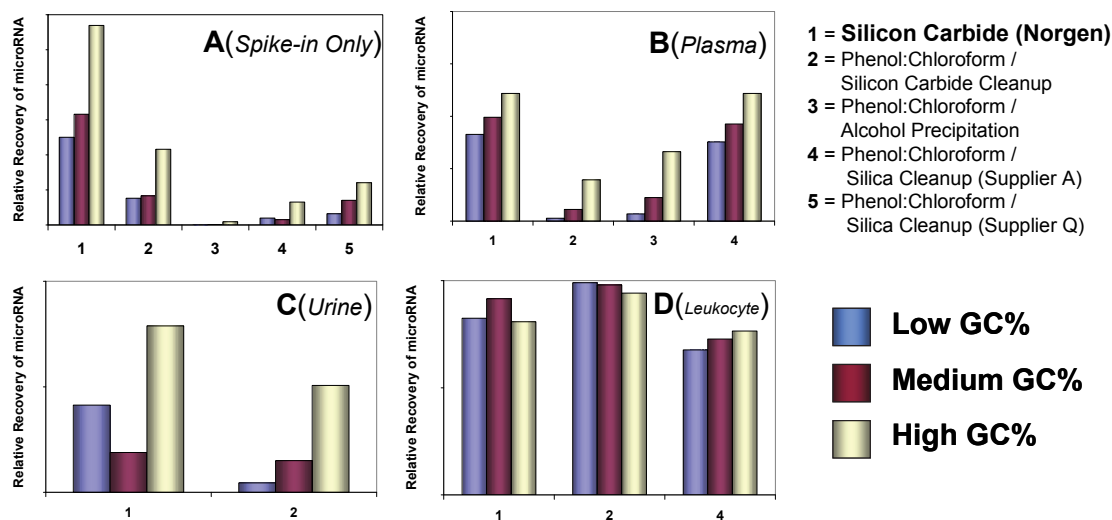 Relative Recovery of microRNA
A(Spike-in Only)
1 2 3 4 5
Relative Recovery of microRNA
B(Plasma)
1 2 3 4
1 = Silicon Carbide (Norgen)
2 = Phenol:Chloroform /
Silicon Carbide Cleanup
3 = Phenol:Chloroform /
Alcohol Precipitation
4 = Phenol:Chloroform /
Silica Cleanup (Supplier A)
5 = Phenol:Chloroform /
Silica Cleanup (Supplier Q)
Relative Recovery of microRNA
C(Urine)
1 2
Relative Recovery of microRNA
D(Leukocyte)
1 2 4
Low GC%
Medium GC%
High GC%